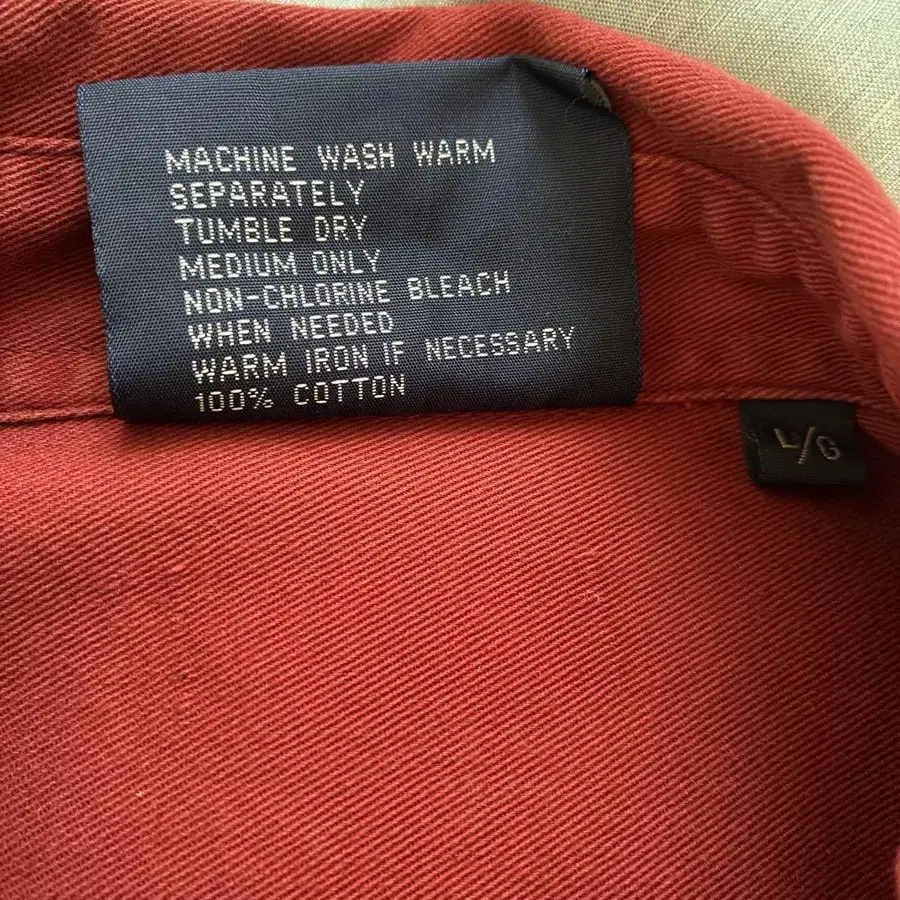 MACHINE WASH WARM
SEPARATELY
TUMBLE DRY
MEDIUM ONLY
NON-CHLORINE BLEACH
WHEN NEEDED
WARM IRON IF NECESSARY
100% COTTON
L/G